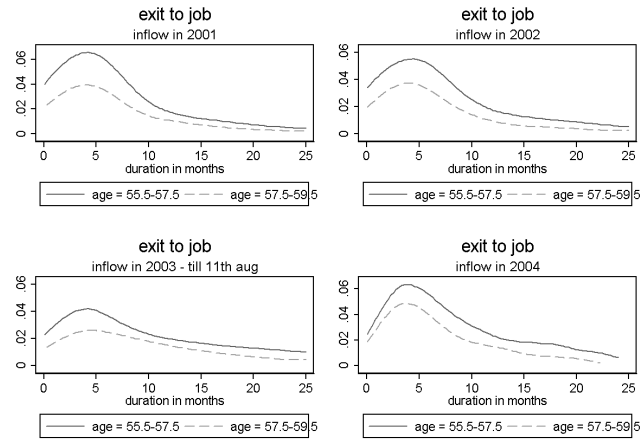 exit to job
inflow in 2001
.06
.04
.02
0
0 5 10 15 20 25
duration in months
age = 55.5-57.5 age = 57.5-59.5
exit to job
inflow in 2002
.06
.04
.02
0
0 5 10 15 20 25
duration in months
age = 55.5-57.5 age = 57.5-59.5
exit to job
inflow in 2003 - till 11th aug
.06
.04
.02
0
0 5 10 15 20 25
duration in months
age = 55.5-57.5 age = 57.5-59.5
exit to job
inflow in 2004
.06
.04
.02
0
0 5 10 15 20 25
duration in months
age = 55.5-57.5 age = 57.5-59.5